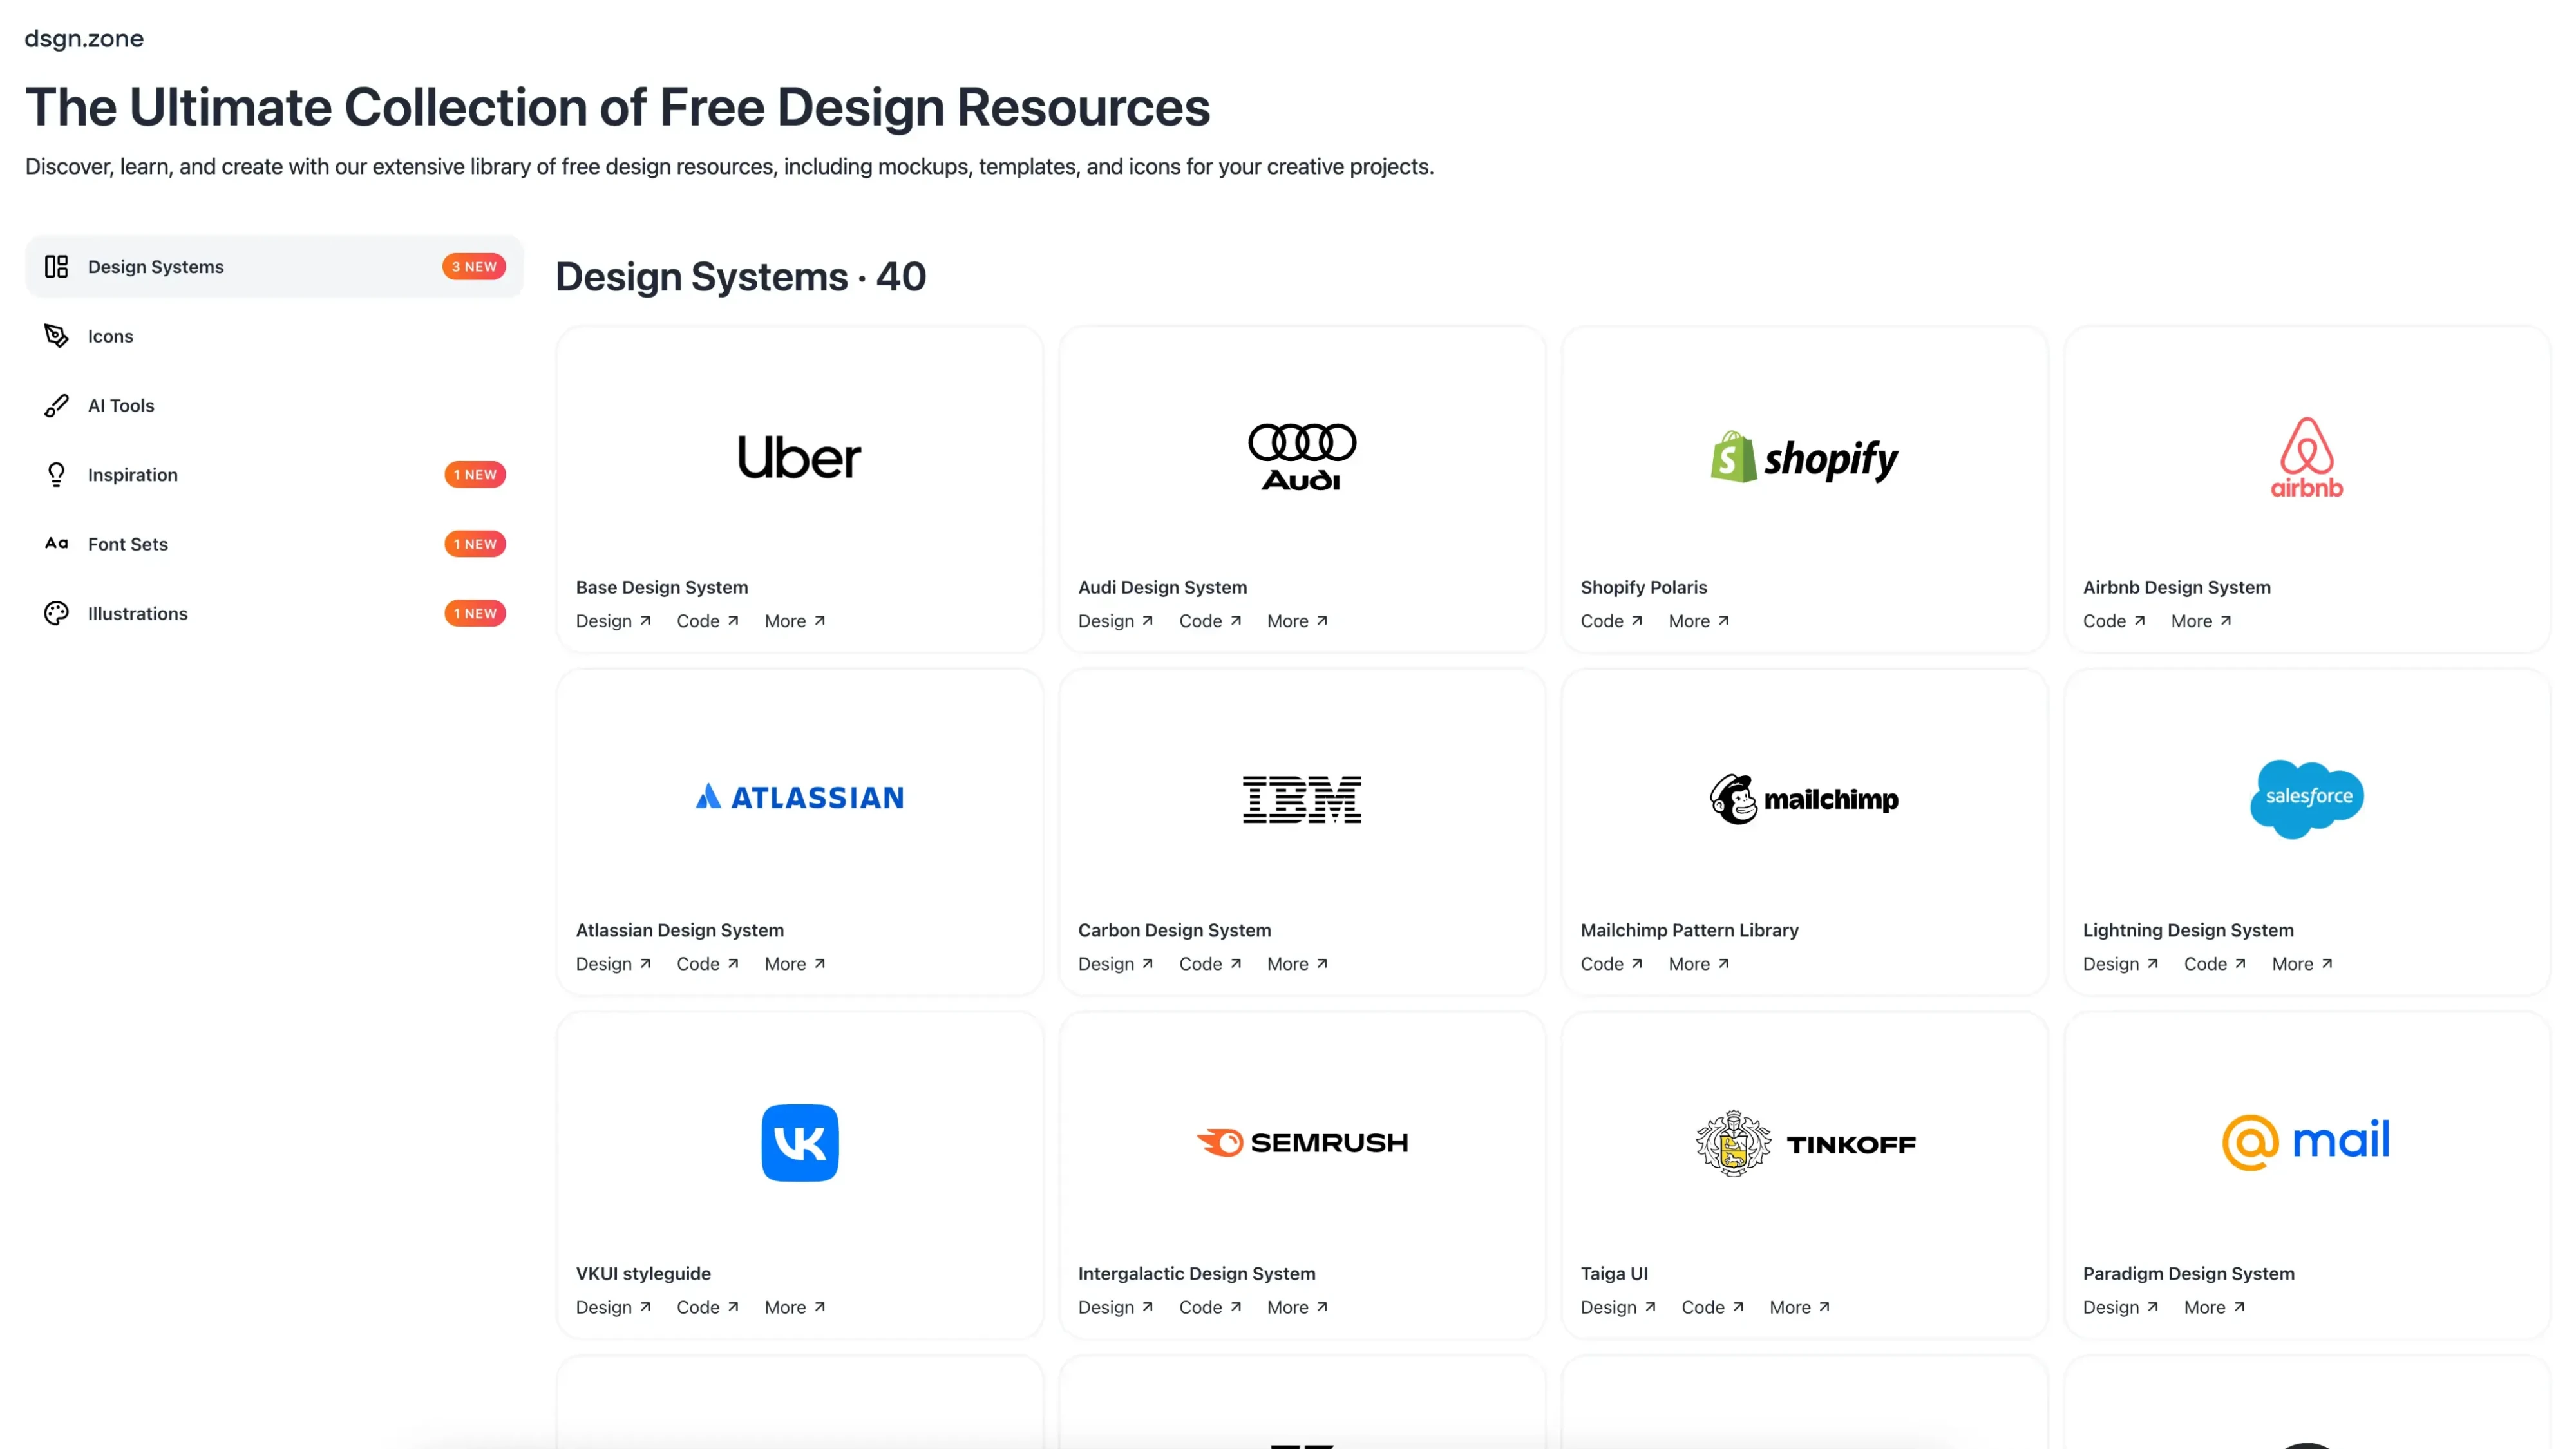 dsgn.zone
The Ultimate Collection of Free Design Resources
Discover, learn, and create with our extensive library of free design resources, including mockups, templates, and icons for your creative projects.
Design Systems 3 NEW
Icons
AI Tools
Inspiration 1 NEW
Font Sets 1 NEW
Illustrations 1 NEW
Design Systems · 40
Uber
Base Design System
Design Code More
Audi
Audi Design System
Design Code More
shopify
Shopify Polaris
Code More
airbnb
Airbnb Design System
Code More
ATLASSIAN
Atlassian Design System
Design Code More
IBM
Carbon Design System
Design Code More
mailchimp
Mailchimp Pattern Library
Code More
salesforce
Lightning Design System
Design Code More
VK
VKUI styleguide
Design Code More
SEMRUSH
Intergalactic Design System
Design Code More
TINKOFF
Taiga UI
Design Code More
@ mail
Paradigm Design System
Design More